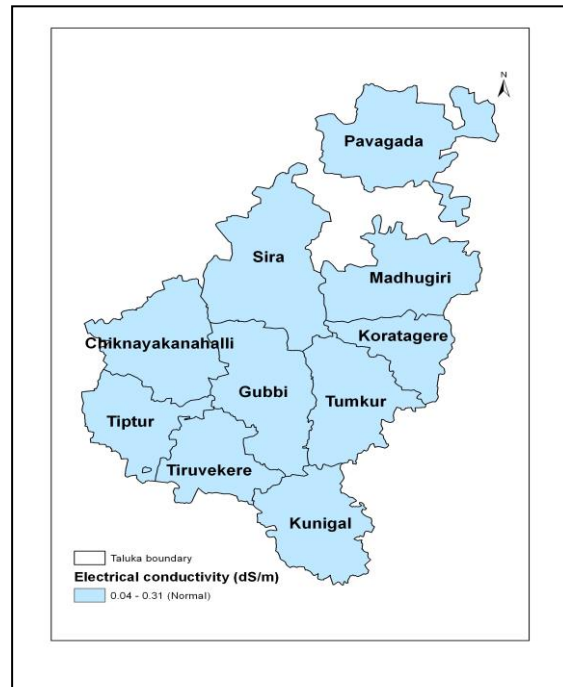 N
Pavagada
Sira
Madhugiri
Koratagere
Chiknayakanahalli
Gubbi
Tumkur
Tiptur
Tiruvekere
Kunigal
Taluka boundary
Electrical conductivity (dS/m)
0.04 - 0.31 (Normal)